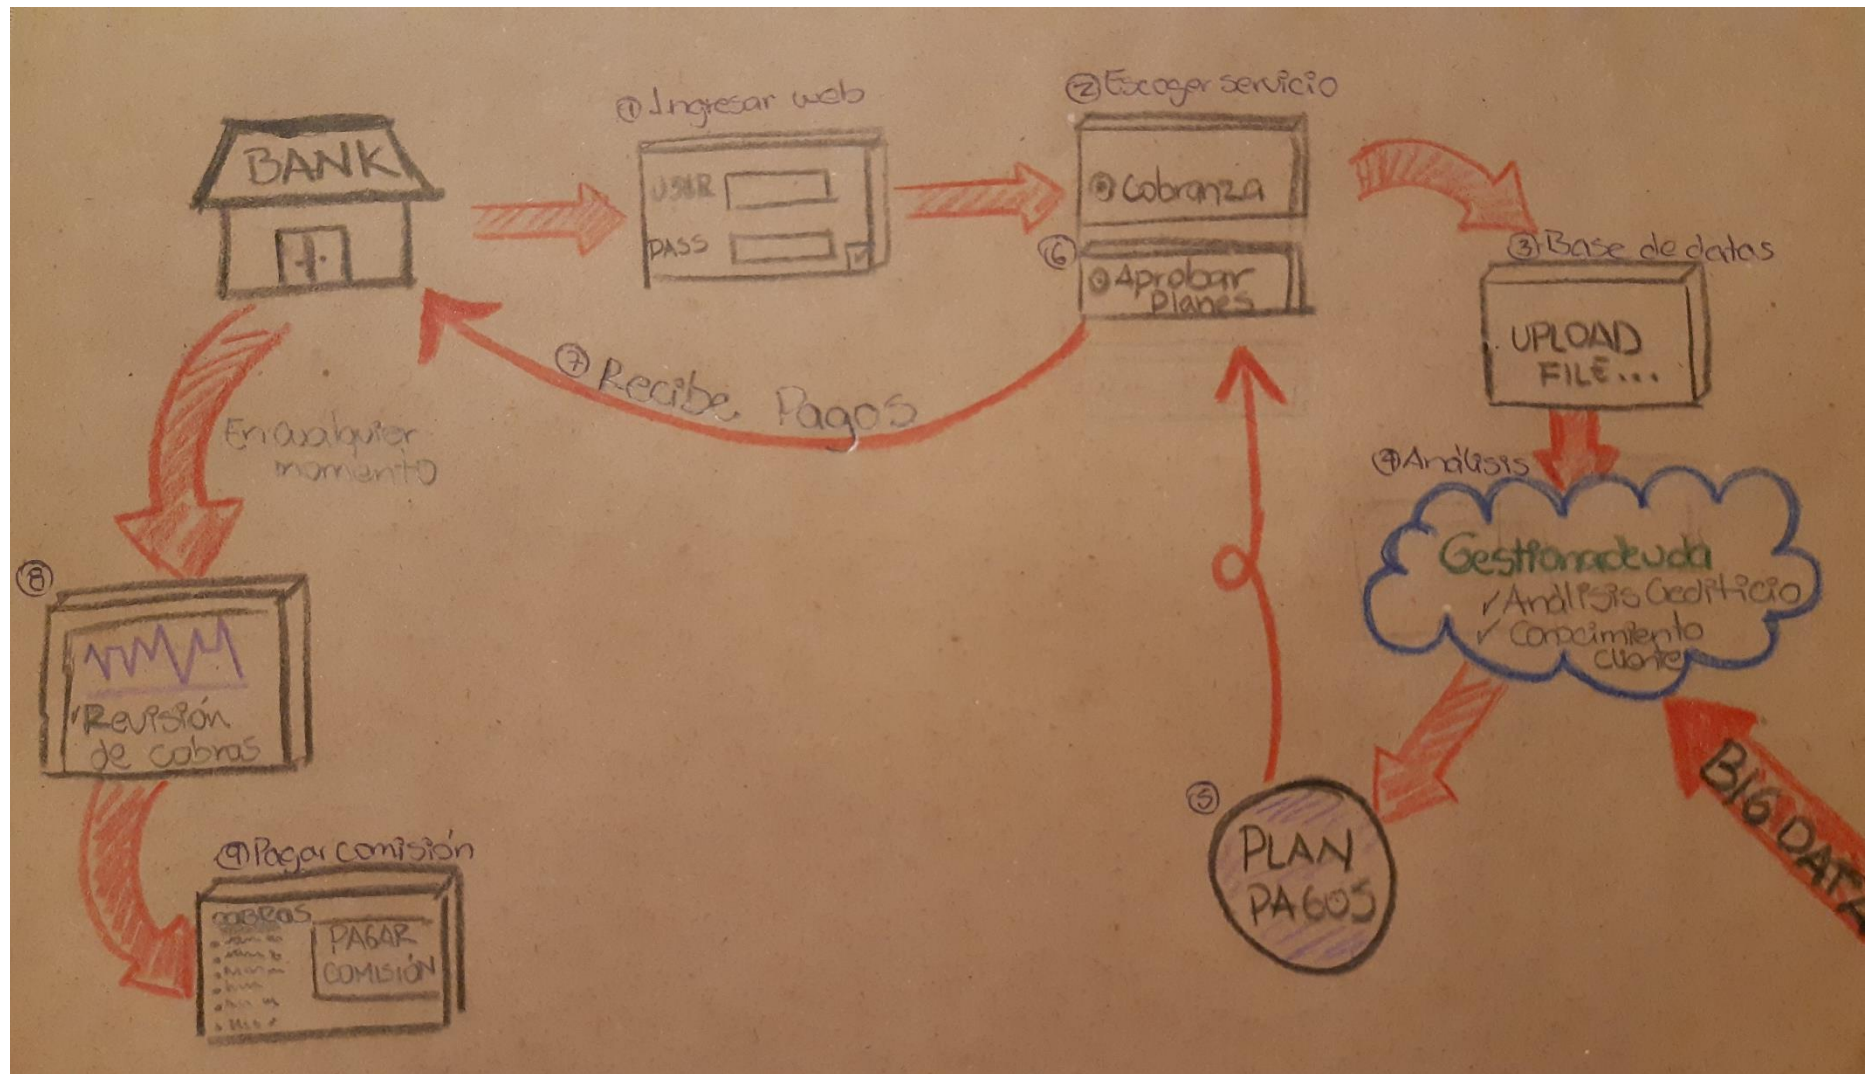 BANK
① Ingresar web
USER
PASS
② Escoger servicio
Cobranza
⑥
Aprobar
Planes
③ Base de datos
UPLOAD
FILE...
④ Análisis
Gestionadeuda
✓ Análisis Crediticio
✓ Conocimiento
cliente
BIG DATA
⑤
PLAN
PAGOS
⑦ Recibe Pagos
En cualquier
momento
⑧
✓ Revisión
de cobros
⑨ Pagar comisión
COBROS
PAGAR
COMISIÓN